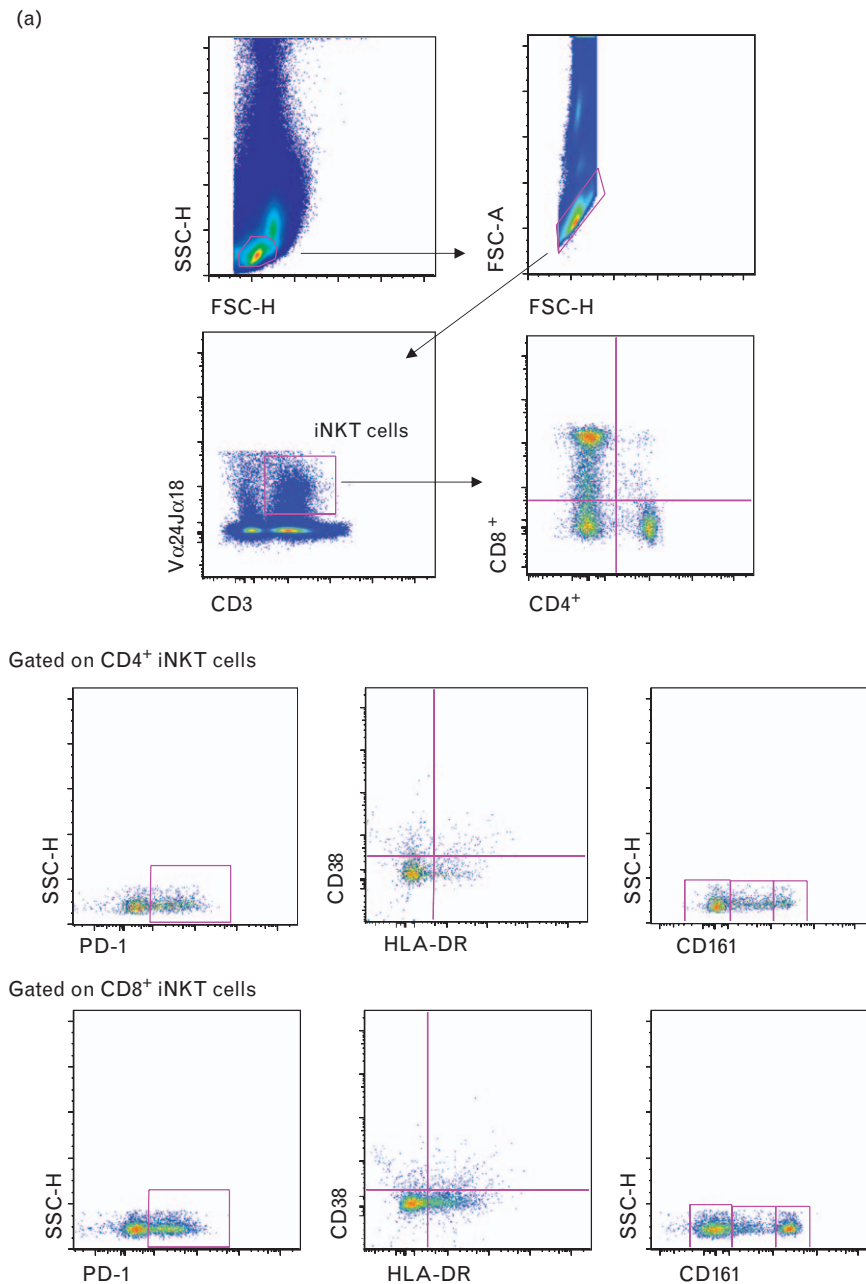 (a)
SSC-H
FSC-H
FSC-A
FSC-H
iNKT cells
Vα24Jα18
CD3
CD8⁺
CD4⁺
Gated on CD4⁺ iNKT cells
SSC-H
PD-1
CD38
HLA-DR
SSC-H
CD161
Gated on CD8⁺ iNKT cells
SSC-H
PD-1
CD38
HLA-DR
SSC-H
CD161